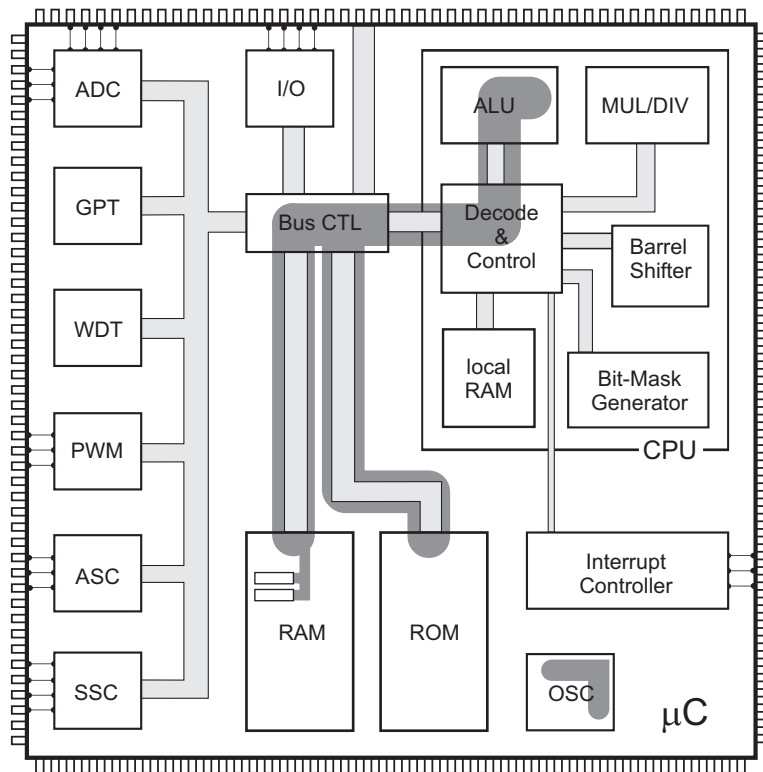 ADC
I/O
ALU
MUL/DIV
GPT
Bus CTL
Decode
&
Control
Barrel
Shifter
WDT
local
RAM
Bit-Mask
Generator
PWM
CPU
ASC
Interrupt
Controller
RAM
ROM
SSC
OSC
μC